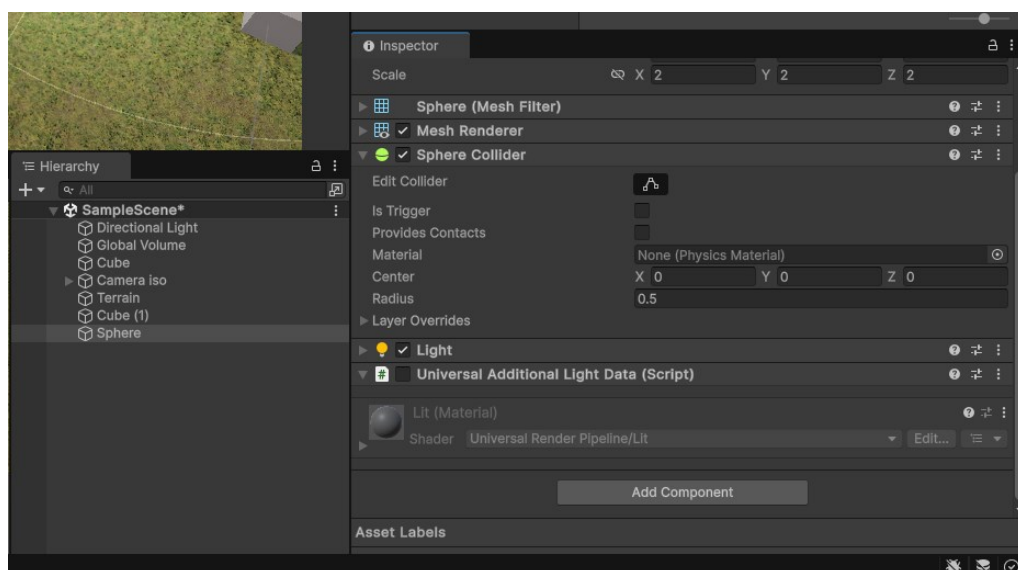 Inspector
Scale X 2 Y 2 Z 2
Sphere (Mesh Filter)
Mesh Renderer
Sphere Collider
Edit Collider
Is Trigger
Provides Contacts
Material None (Physics Material)
Center X 0 Y 0 Z 0
Radius 0.5
Layer Overrides
Light
# Universal Additional Light Data (Script)
Lit (Material)
Shader Universal Render Pipeline/Lit Edit...
Add Component
Asset Labels
Hierarchy
All
SampleScene*
Directional Light
Global Volume
Cube
Camera iso
Terrain
Cube (1)
Sphere